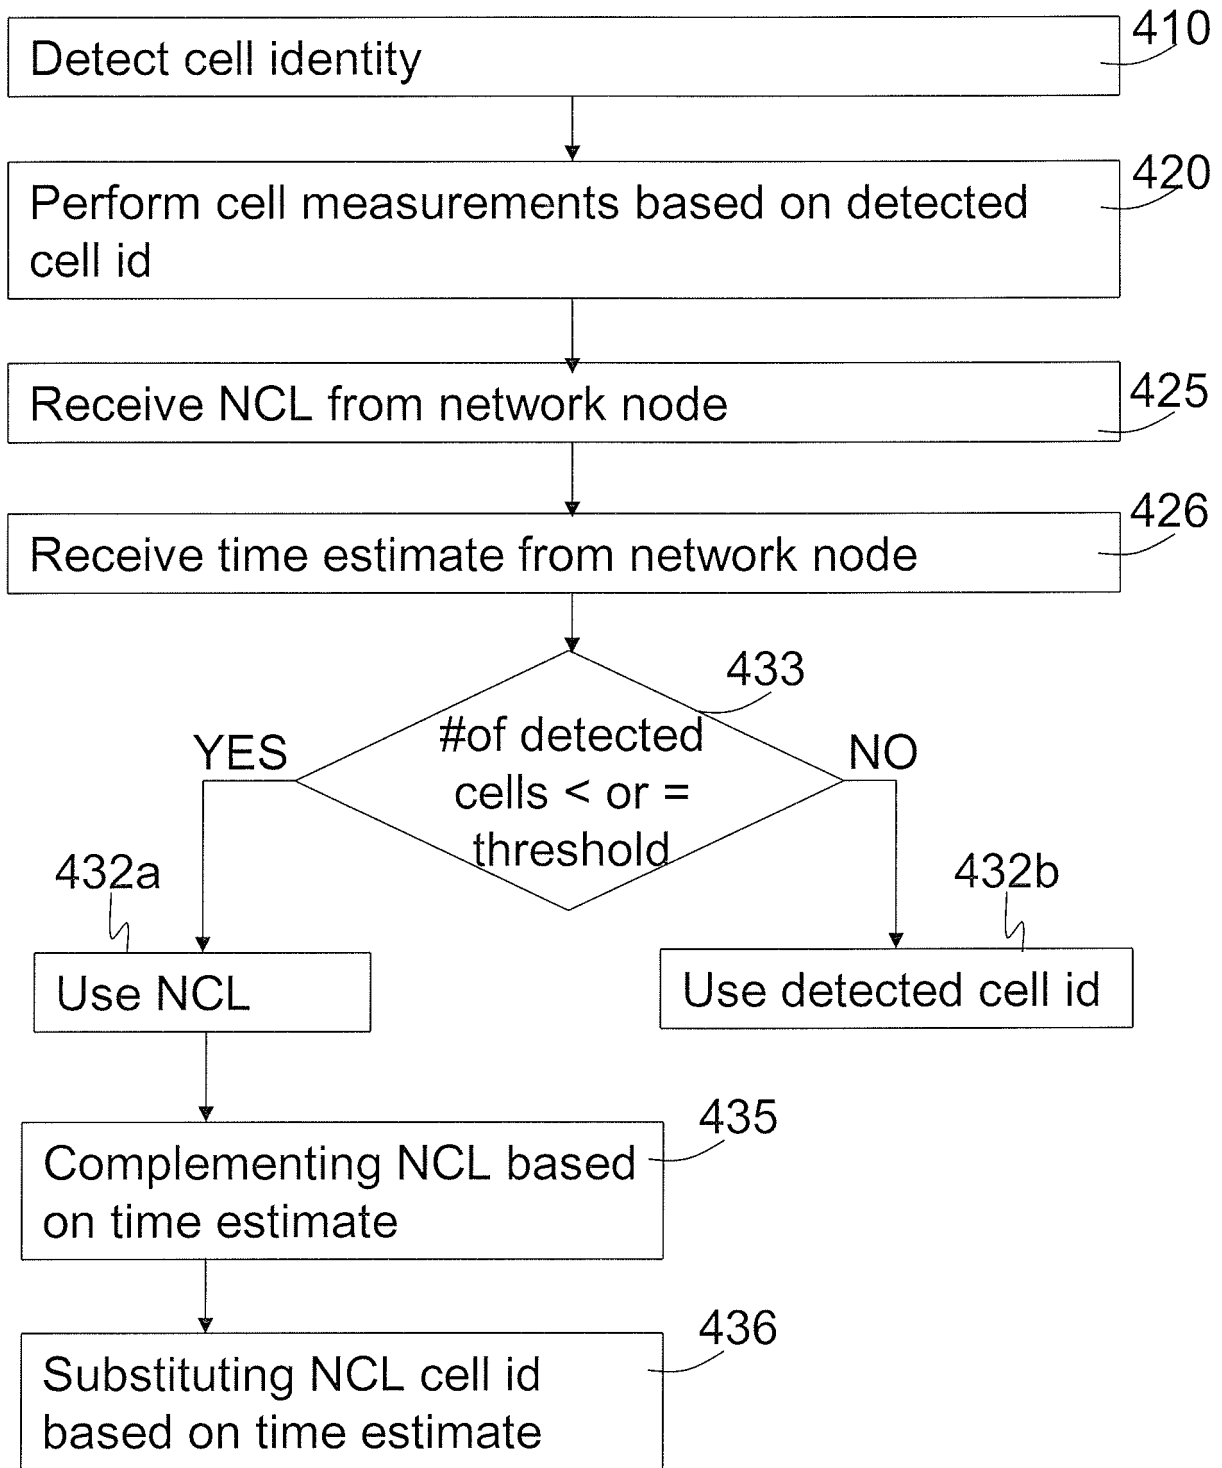 410
Detect cell identity
420
Perform cell measurements based on detected
cell id
425
Receive NCL from network node
426
Receive time estimate from network node
433
#of detected
cells < or =
threshold
YES
NO
432a
432b
Use NCL
Use detected cell id
435
Complementing NCL based
on time estimate
436
Substituting NCL cell id
based on time estimate